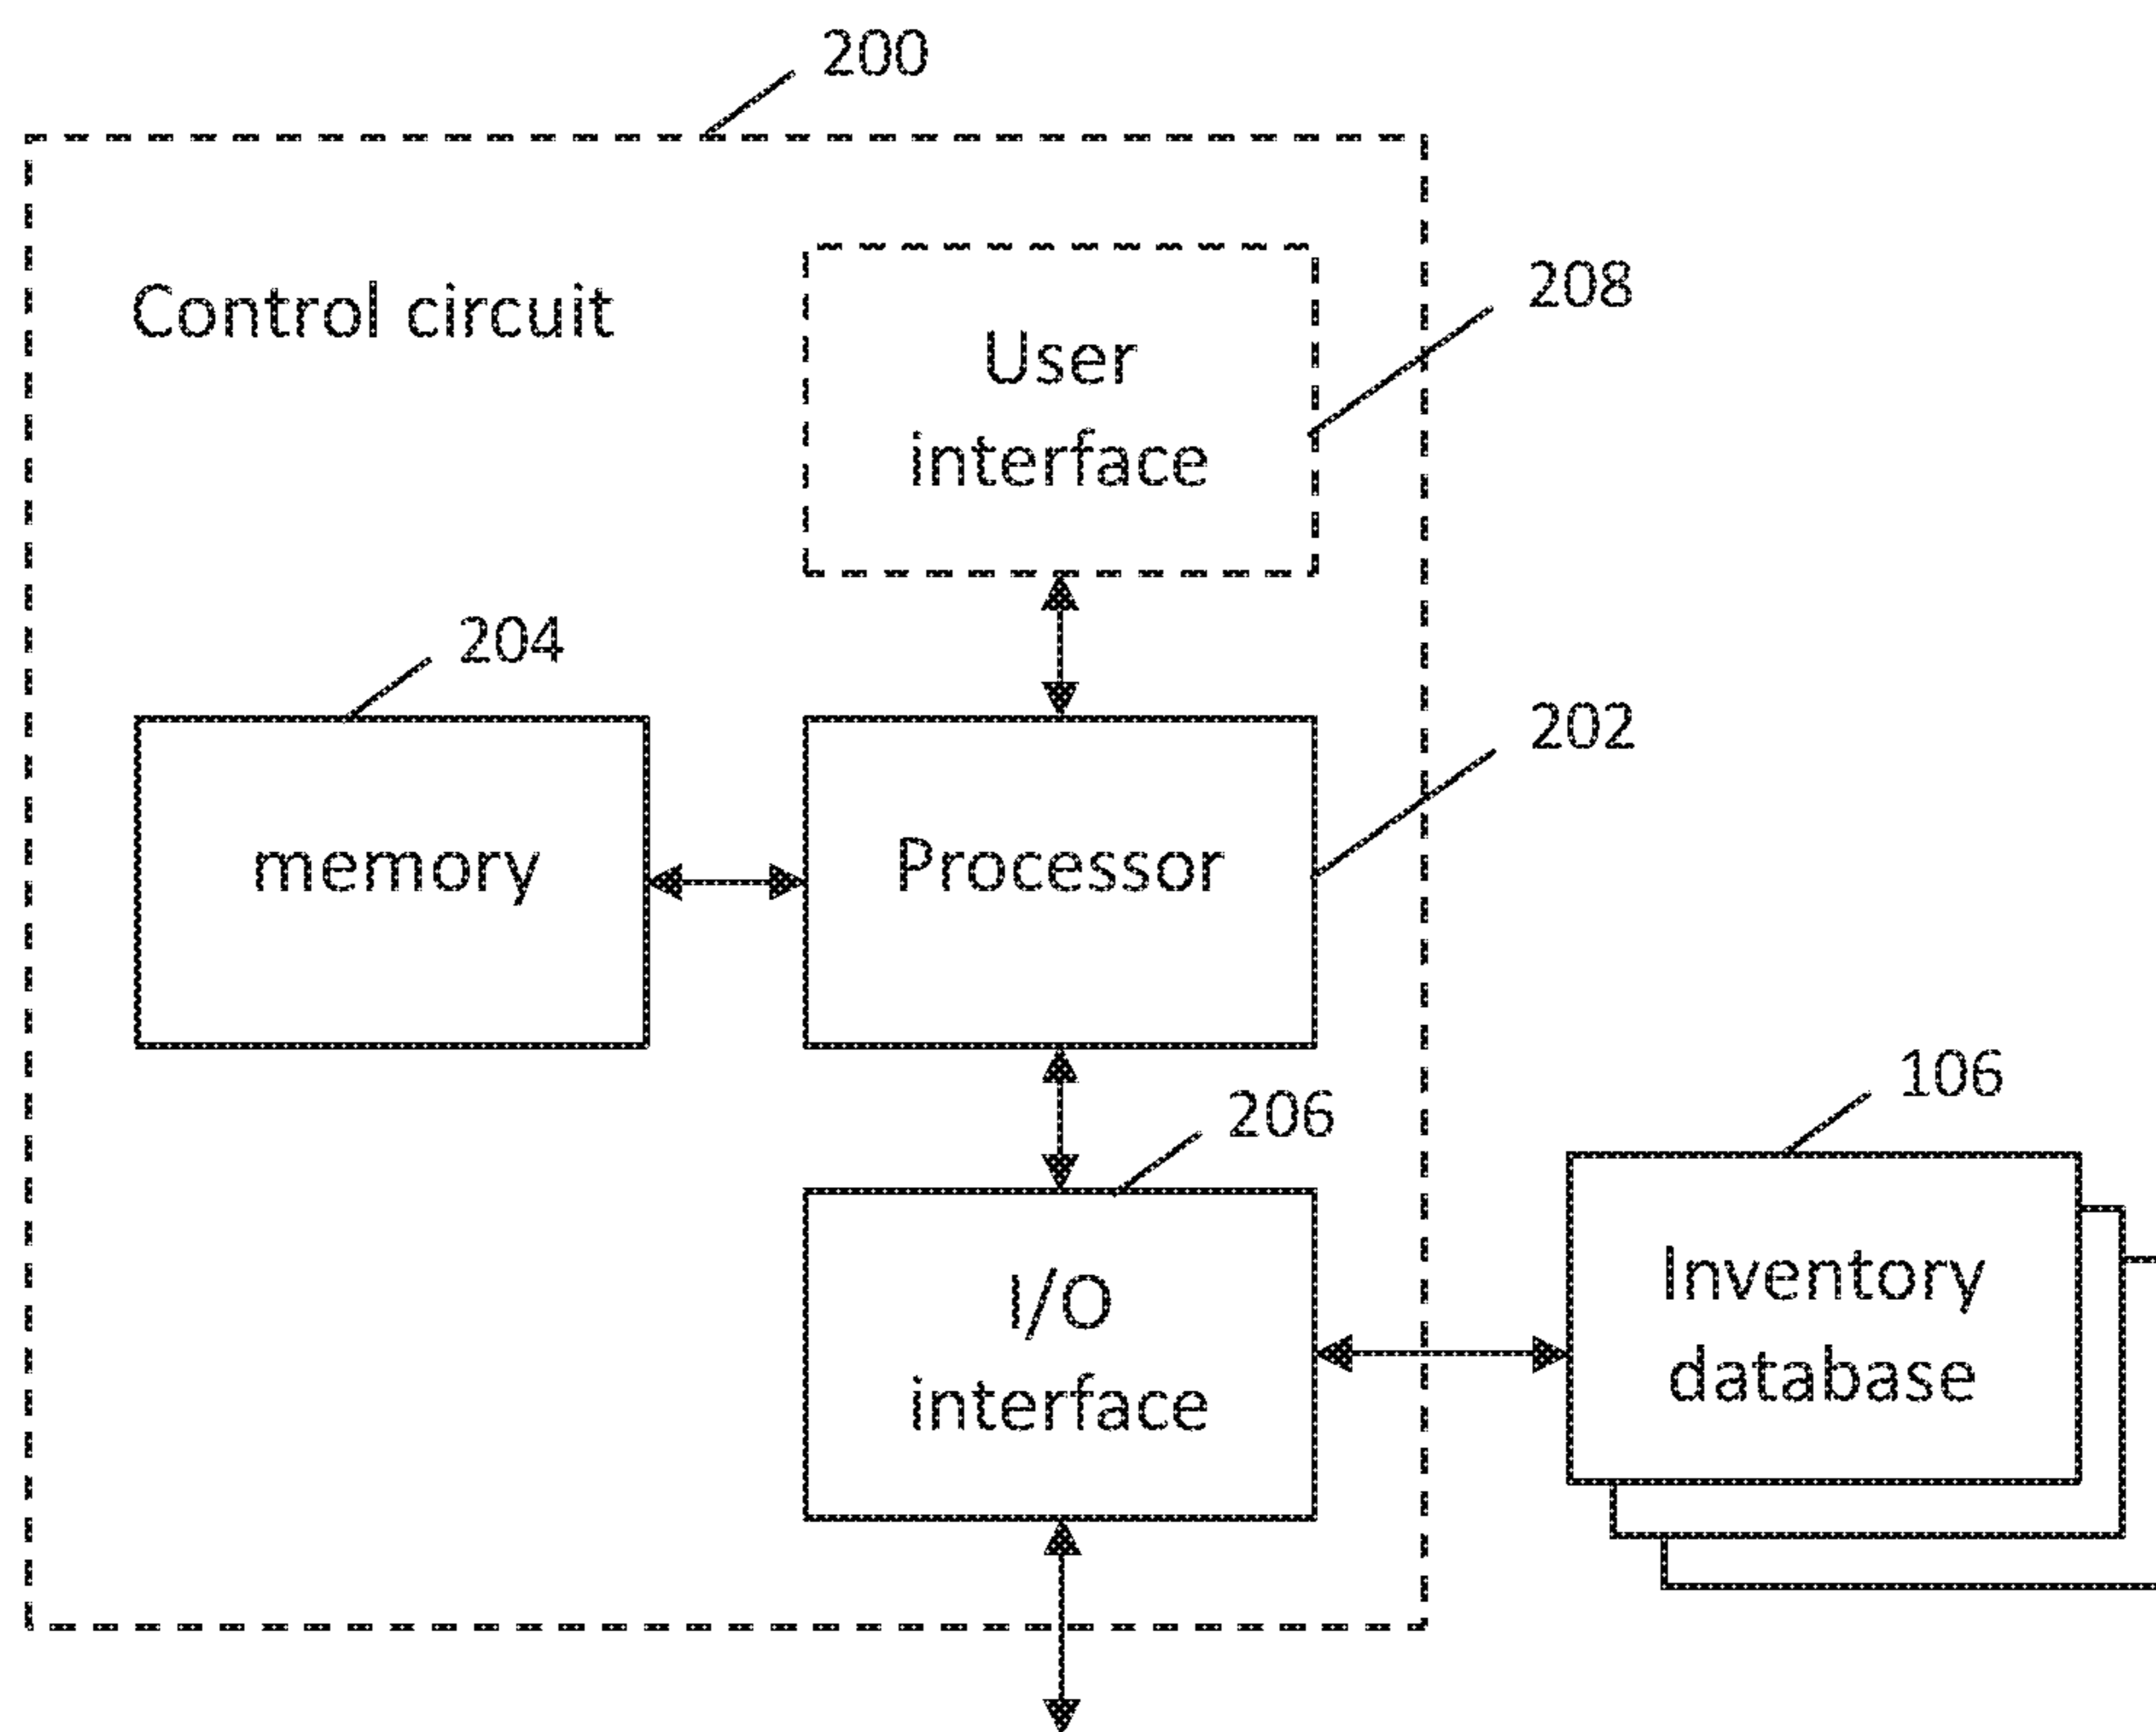 200
Control circuit
User
interface
208
204
202
memory
Processor
206
106
I/O
interface
Inventory
database